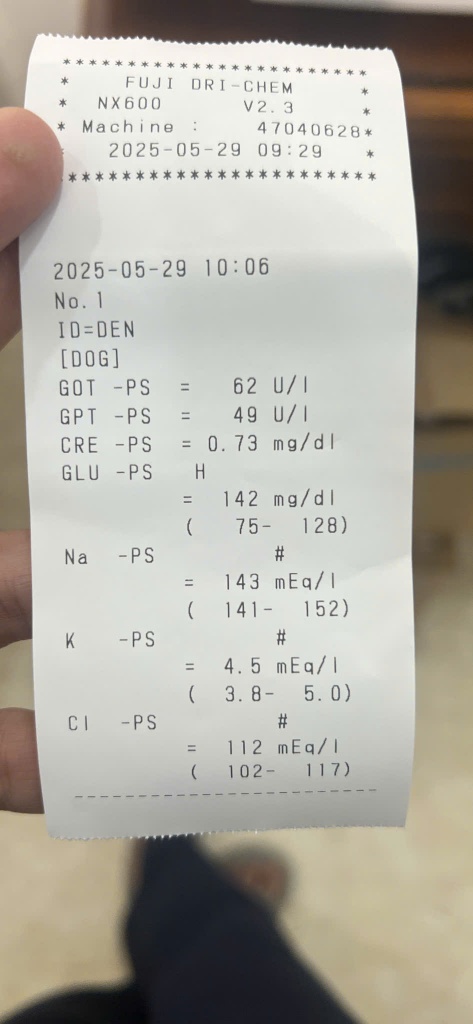 ************************
* FUJI DRI-CHEM *
* NX600 V2.3 *
* Machine : 47040628*
2025-05-29 09:29 *
************************
2025-05-29 10:06
No. 1
ID=DEN
[DOG]
GOT -PS = 62 U/l
GPT -PS = 49 U/l
CRE -PS = 0.73 mg/dl
GLU -PS H
= 142 mg/dl
( 75- 128)
Na -PS #
= 143 mEq/l
( 141- 152)
K -PS #
= 4.5 mEq/l
( 3.8- 5.0)
Cl -PS #
= 112 mEq/l
( 102- 117)
----------------------------